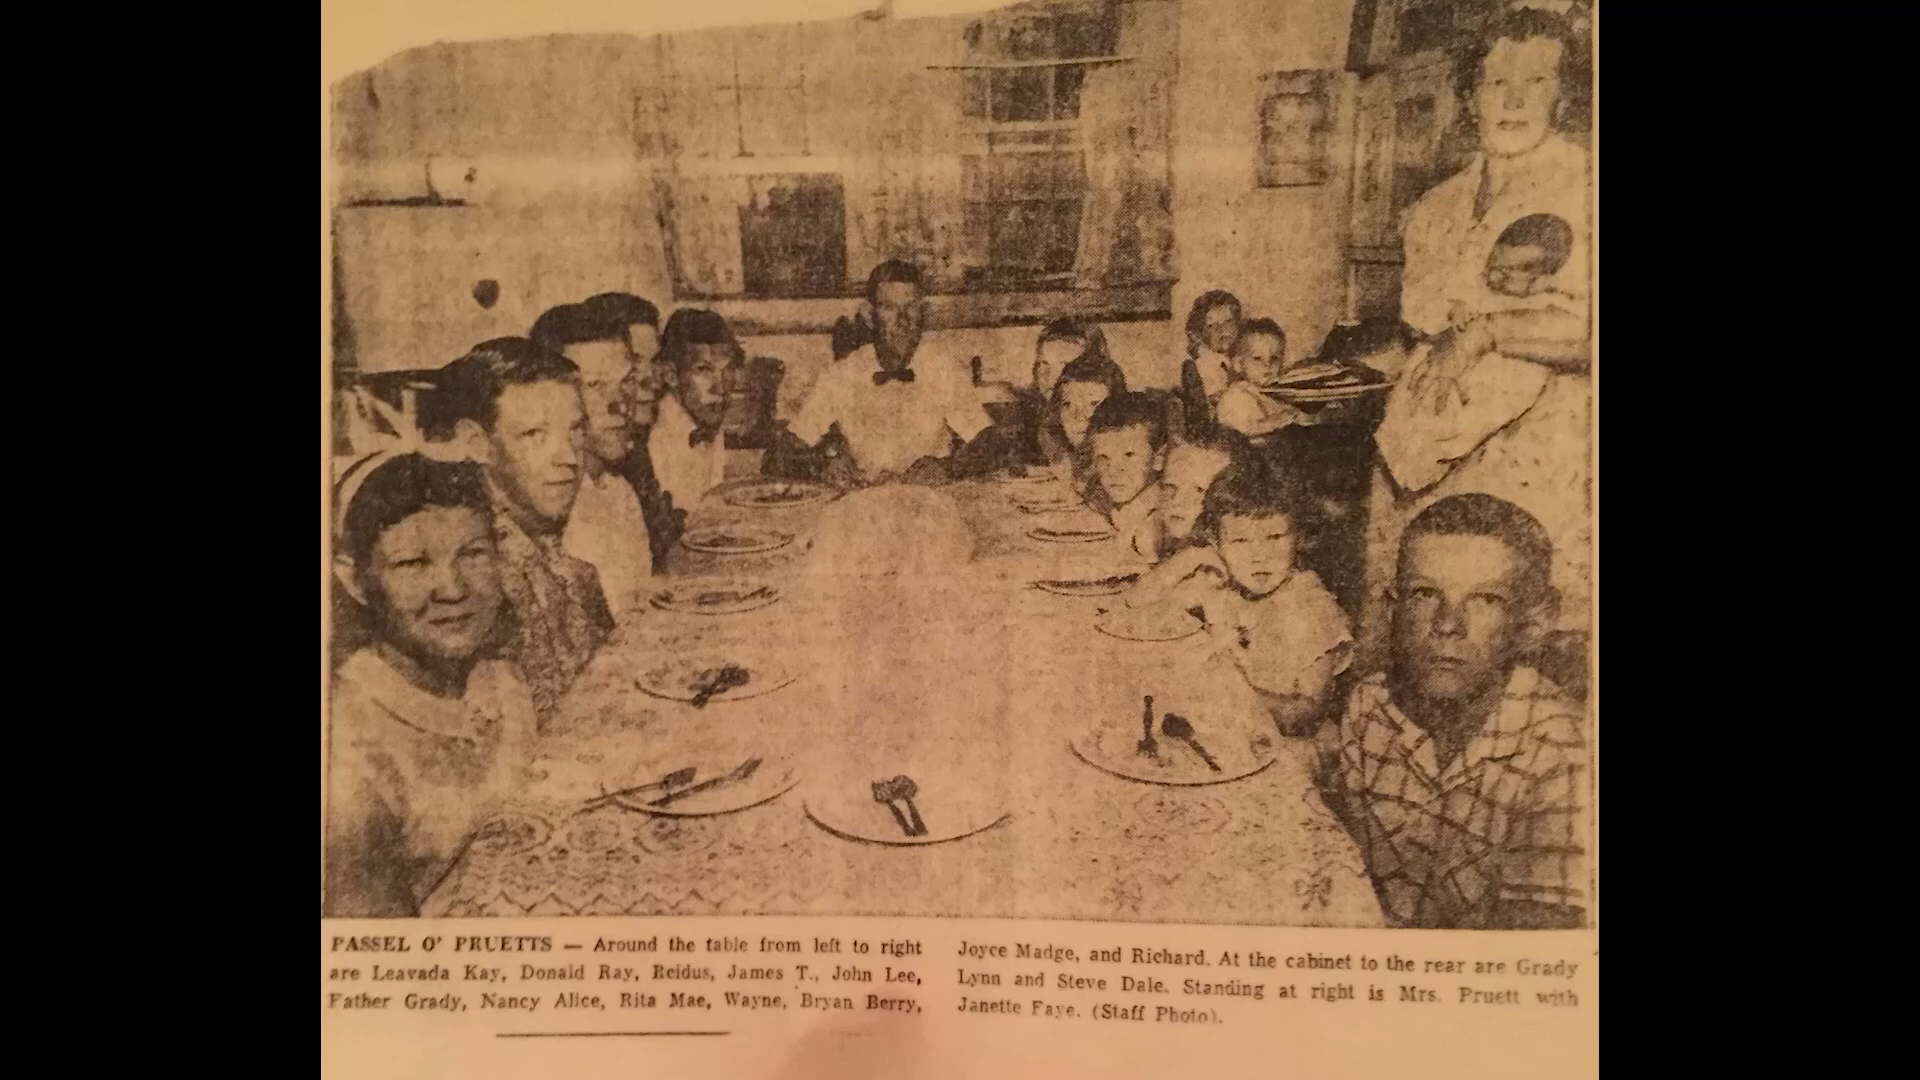 PASSEL O' PRUETTS — Around the table from left to right
are Leavada Kay, Donald Ray, Reidus, James T., John Lee,
Father Grady, Nancy Alice, Rita Mae, Wayne, Bryan Berry,
Joyce Madge, and Richard. At the cabinet to the rear are Grady
Lynn and Steve Dale. Standing at right is Mrs. Pruett with
Janette Faye. (Staff Photo).